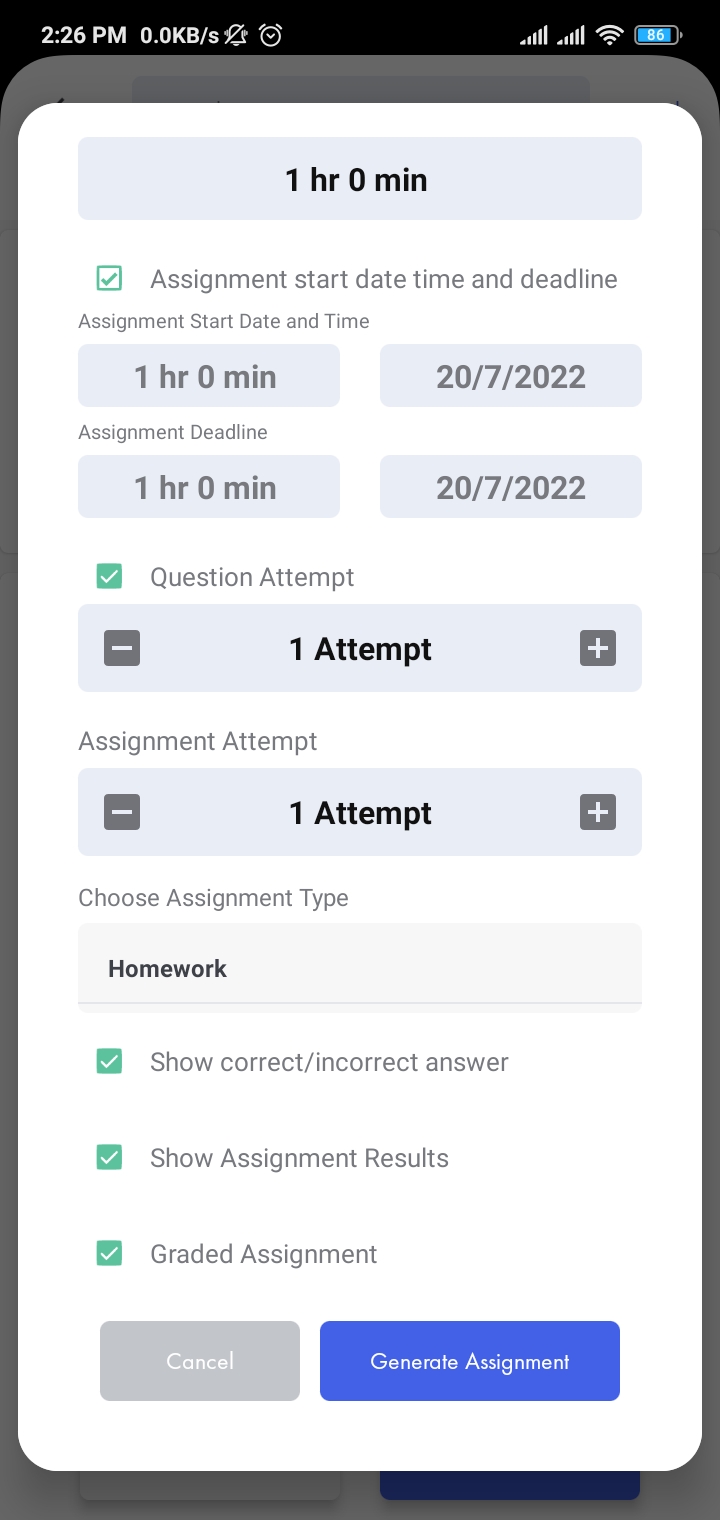 2:26 PM 0.0KB/s 86
1 hr 0 min
Assignment start date time and deadline
Assignment Start Date and Time
1 hr 0 min 20/7/2022
Assignment Deadline
1 hr 0 min 20/7/2022
Question Attempt
1 Attempt
Assignment Attempt
1 Attempt
Choose Assignment Type
Homework
Show correct/incorrect answer
Show Assignment Results
Graded Assignment
Cancel Generate Assignment